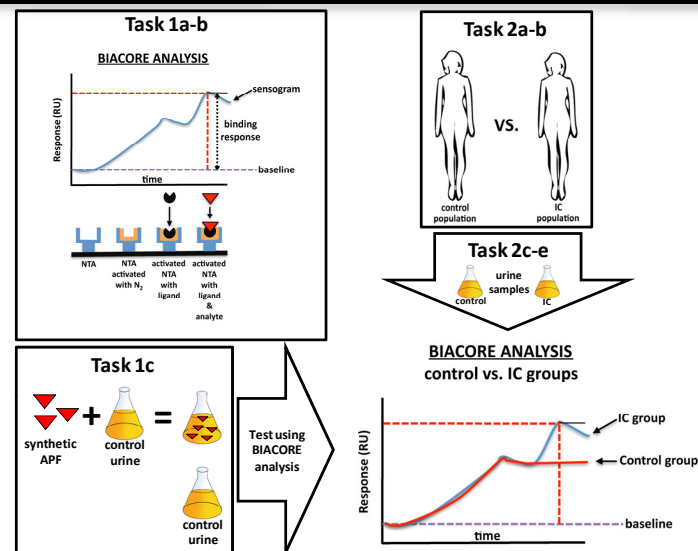 Task 1a-b
BIACORE ANALYSIS
Response (RU)
sensogram
binding
response
baseline
time
NTA
NTA
activated
with N2
activated
NTA
with
ligand
activated
NTA
with
ligand
&
analyte
Task 2a-b
VS.
control
population
IC
population
Task 2c-e
urine
samples
control
IC
Task 1c
+
=
synthetic
APF
control
urine
control
urine
Test using
BIACORE
analysis
BIACORE ANALYSIS
control vs. IC groups
Response (RU)
IC group
Control group
baseline
time